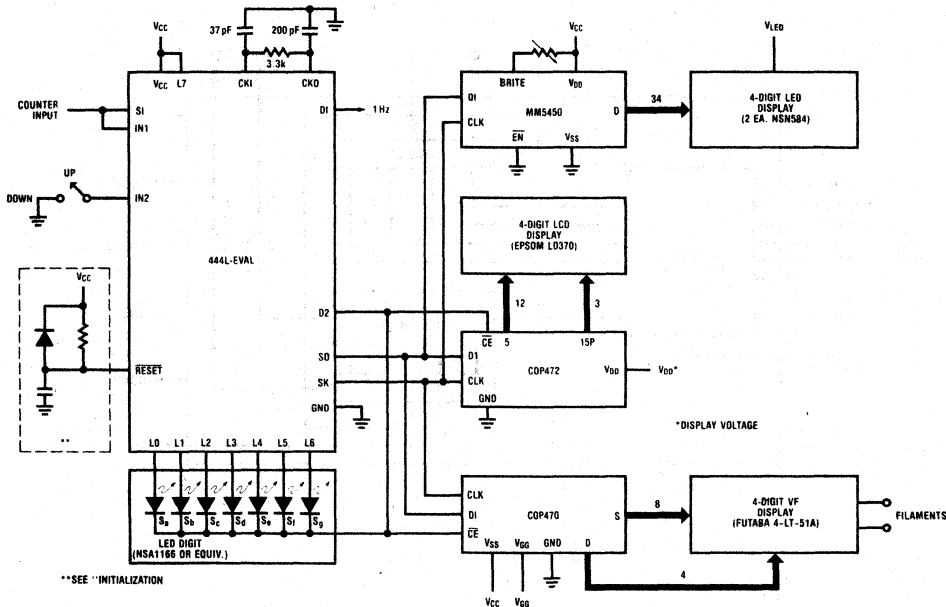 37 pF
200 pF
3.3k
VCC
VCC
L7
CKI
CKO
COUNTER
INPUT
SI
IN1
DI
1 Hz
UP
DOWN
IN2
444L-EVAL
VCC
RESET
**
D2
SO
SK
GND
L0 L1 L2 L3 L4 L5 L6
Sa Sb Sc Sd Se Sf Sg
LED DIGIT
(NSA1166 OR EQUIV.)
**SEE "INITIALIZATION
VCC
BRITE
VDD
DI
CLK
MM5450
D
EN
VSS
34
VLED
4-DIGIT LED
DISPLAY
(2 EA. NSN584)
4-DIGIT LCD
DISPLAY
(EPSOM LD370)
12
3
CE
5
15P
D1
CLK
COP472
VDD
VDD*
GND
*DISPLAY VOLTAGE
CLK
DI
CE
COP470
S
VSS
VGG
GND
D
8
4
VCC
VGG
4-DIGIT VF
DISPLAY
(FUTABA 4-LT-51A)
FILAMENTS